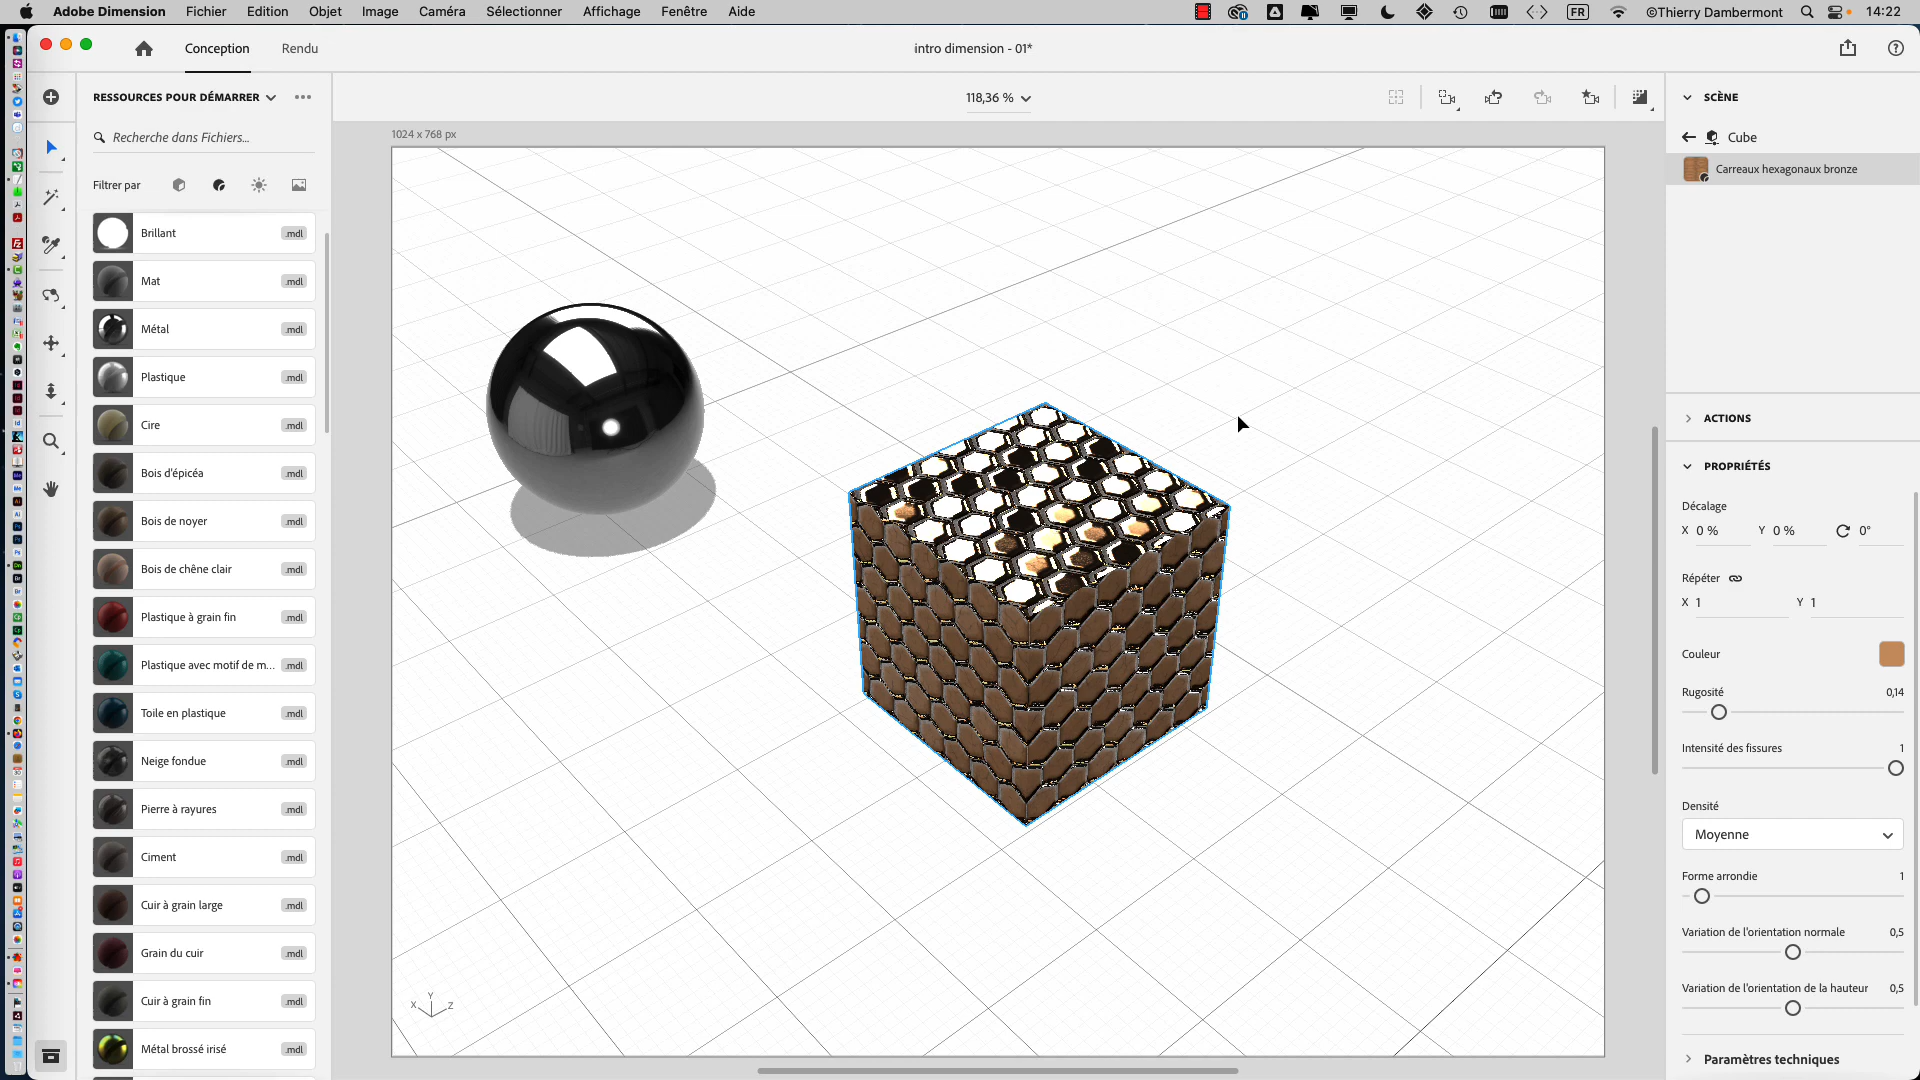 Adobe Dimension Fichier Edition Objet Image Caméra Sélectionner Affichage Fenêtre Aide FR ©Thierry Dambermont 14:22
Conception Rendu intro dimension - 01*
RESSOURCES POUR DÉMARRER
Recherche dans Fichiers...
Filtrer par
Brillant .mdl
Mat .mdl
Métal .mdl
Plastique .mdl
Cire .mdl
Bois d'épicéa .mdl
Bois de noyer .mdl
Bois de chêne clair .mdl
Plastique à grain fin .mdl
Plastique avec motif de m... .mdl
Toile en plastique .mdl
Neige fondue .mdl
Pierre à rayures .mdl
Ciment .mdl
Cuir à grain large .mdl
Grain du cuir .mdl
Cuir à grain fin .mdl
Métal brossé irisé .mdl
118,36 %
1024 x 768 px
Y
X Z
SCÈNE
Cube
Carreaux hexagonaux bronze
ACTIONS
PROPRIÉTÉS
Décalage
X 0 % Y 0 % 0°
Répéter
X 1 Y 1
Couleur
Rugosité 0,14
Intensité des fissures 1
Densité
Moyenne
Forme arrondie 1
Variation de l'orientation normale 0,5
Variation de l'orientation de la hauteur 0,5
Paramètres techniques